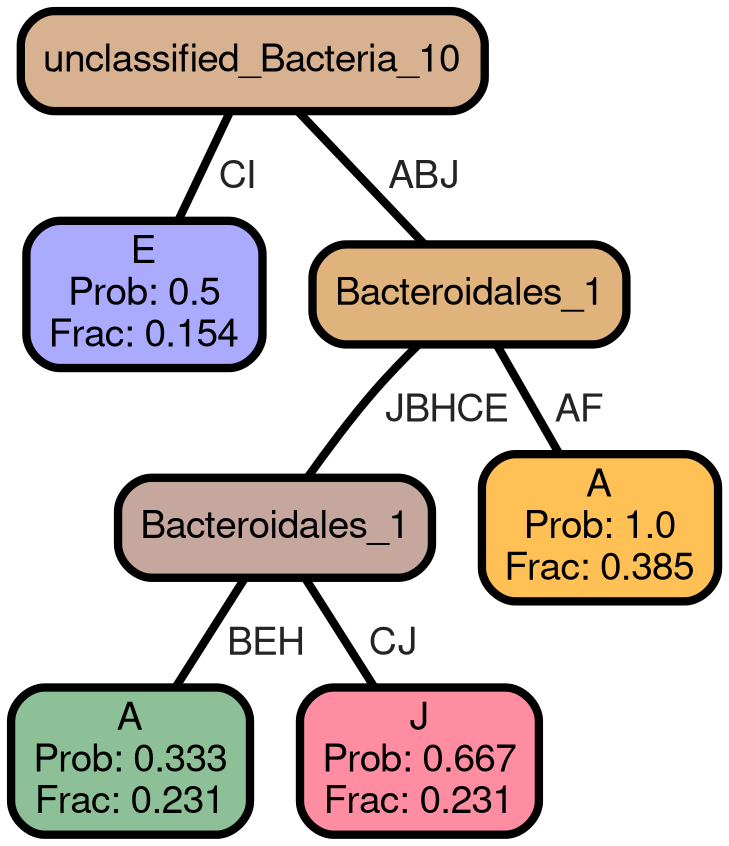 unclassified_Bacteria_10
CI
ABJ
E
Prob: 0.5
Frac: 0.154
Bacteroidales_1
JBHCE
AF
Bacteroidales_1
A
Prob: 1.0
Frac: 0.385
BEH
CJ
A
Prob: 0.333
Frac: 0.231
J
Prob: 0.667
Frac: 0.231